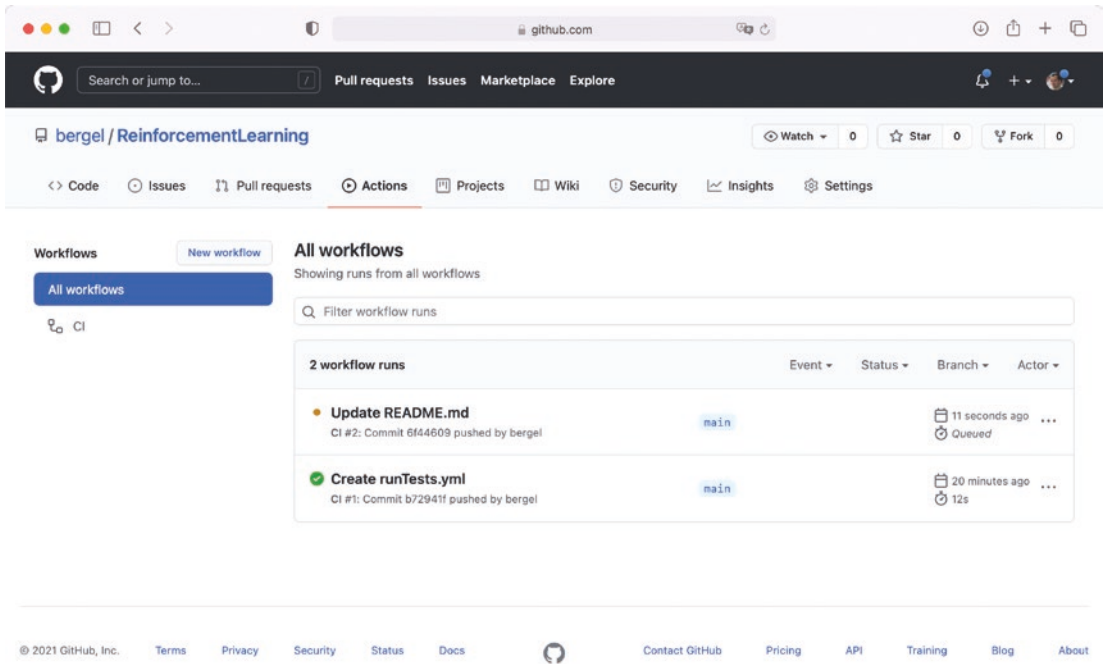 github.com
Search or jump to... /
Pull requests Issues Marketplace Explore
bergel / ReinforcementLearning
Watch 0 Star 0 Fork 0
Code Issues Pull requests Actions Projects Wiki Security Insights Settings
Workflows
New workflow
All workflows
CI
All workflows
Showing runs from all workflows
Filter workflow runs
2 workflow runs Event Status Branch Actor
Update README.md
CI #2: Commit 6f44609 pushed by bergel
main
11 seconds ago
Queued
Create runTests.yml
CI #1: Commit b72941f pushed by bergel
main
20 minutes ago
12s
© 2021 GitHub, Inc. Terms Privacy Security Status Docs Contact GitHub Pricing API Training Blog About